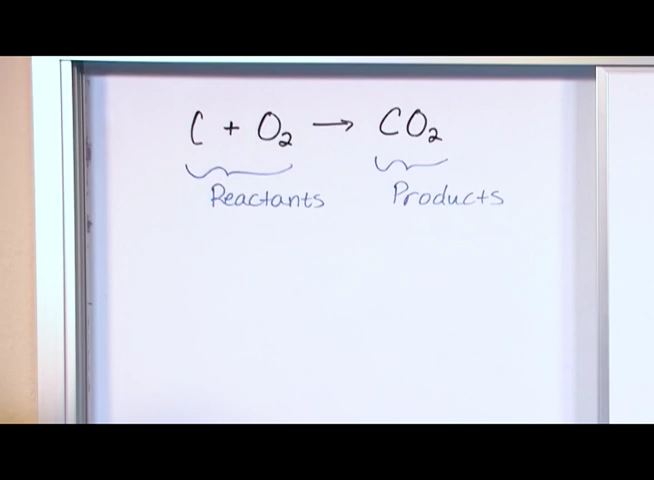 C + O₂ → CO₂
Reactants Products